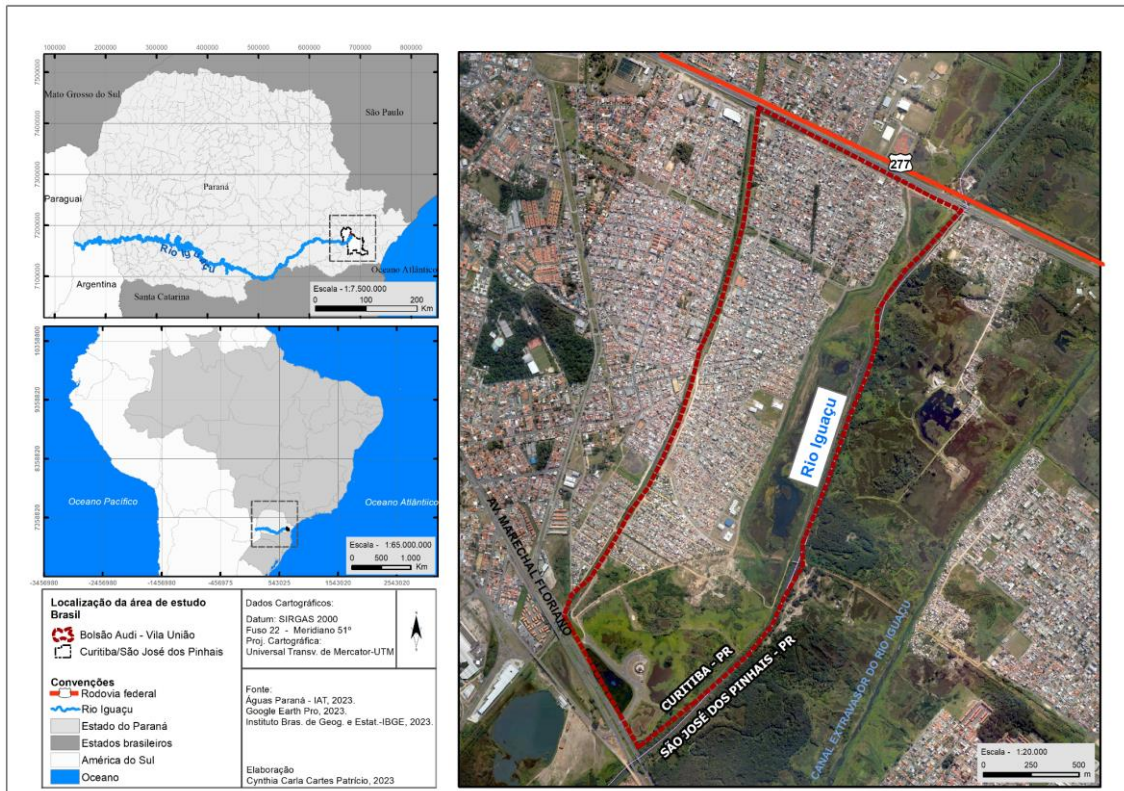 100000 200000 300000 400000 500000 600000 700000 800000
7500000
7400000
7300000
7200000
7100000
Mato Grosso do Sul
São Paulo
Paraná
Paraguai
Rio Iguaçu
Oceano Atlântico
Argentina
Santa Catarina
Escala - 1:7.500.000
0 100 200
Km
10358800
9358820
8358820
7358820
Oceano Pacífico
Oceano Atlântiico
Escala - 1:65.000.000
0 500 1.000
Km
-3456980 -2456980 -1456980 -456975 543025 1543020 2543020
Localização da área de estudo
Brasil
Bolsão Audi - Vila União
Curitiba/São José dos Pinhais
Convenções
Rodovia federal
Rio Iguaçu
Estado do Paraná
Estados brasileiros
América do Sul
Oceano
Dados Cartográficos:
Datum: SIRGAS 2000
Fuso 22 - Meridiano 51º
Proj. Cartográfica:
Universal Transv. de Mercator-UTM
Fonte:
Águas Paraná - IAT, 2023.
Google Earth Pro, 2023.
Instituto Bras. de Geog. e Estat.-IBGE, 2023.
Elaboração
Cynthia Carla Cartes Patrício, 2023
277
Rio Iguaçu
AV. MARECHAL FLORIANO
CURITIBA - PR
SÃO JOSÉ DOS PINHAIS - PR
CANAL EXTRAVASOR DO RIO IGUAÇU
Escala - 1:20.000
0 250 500
m